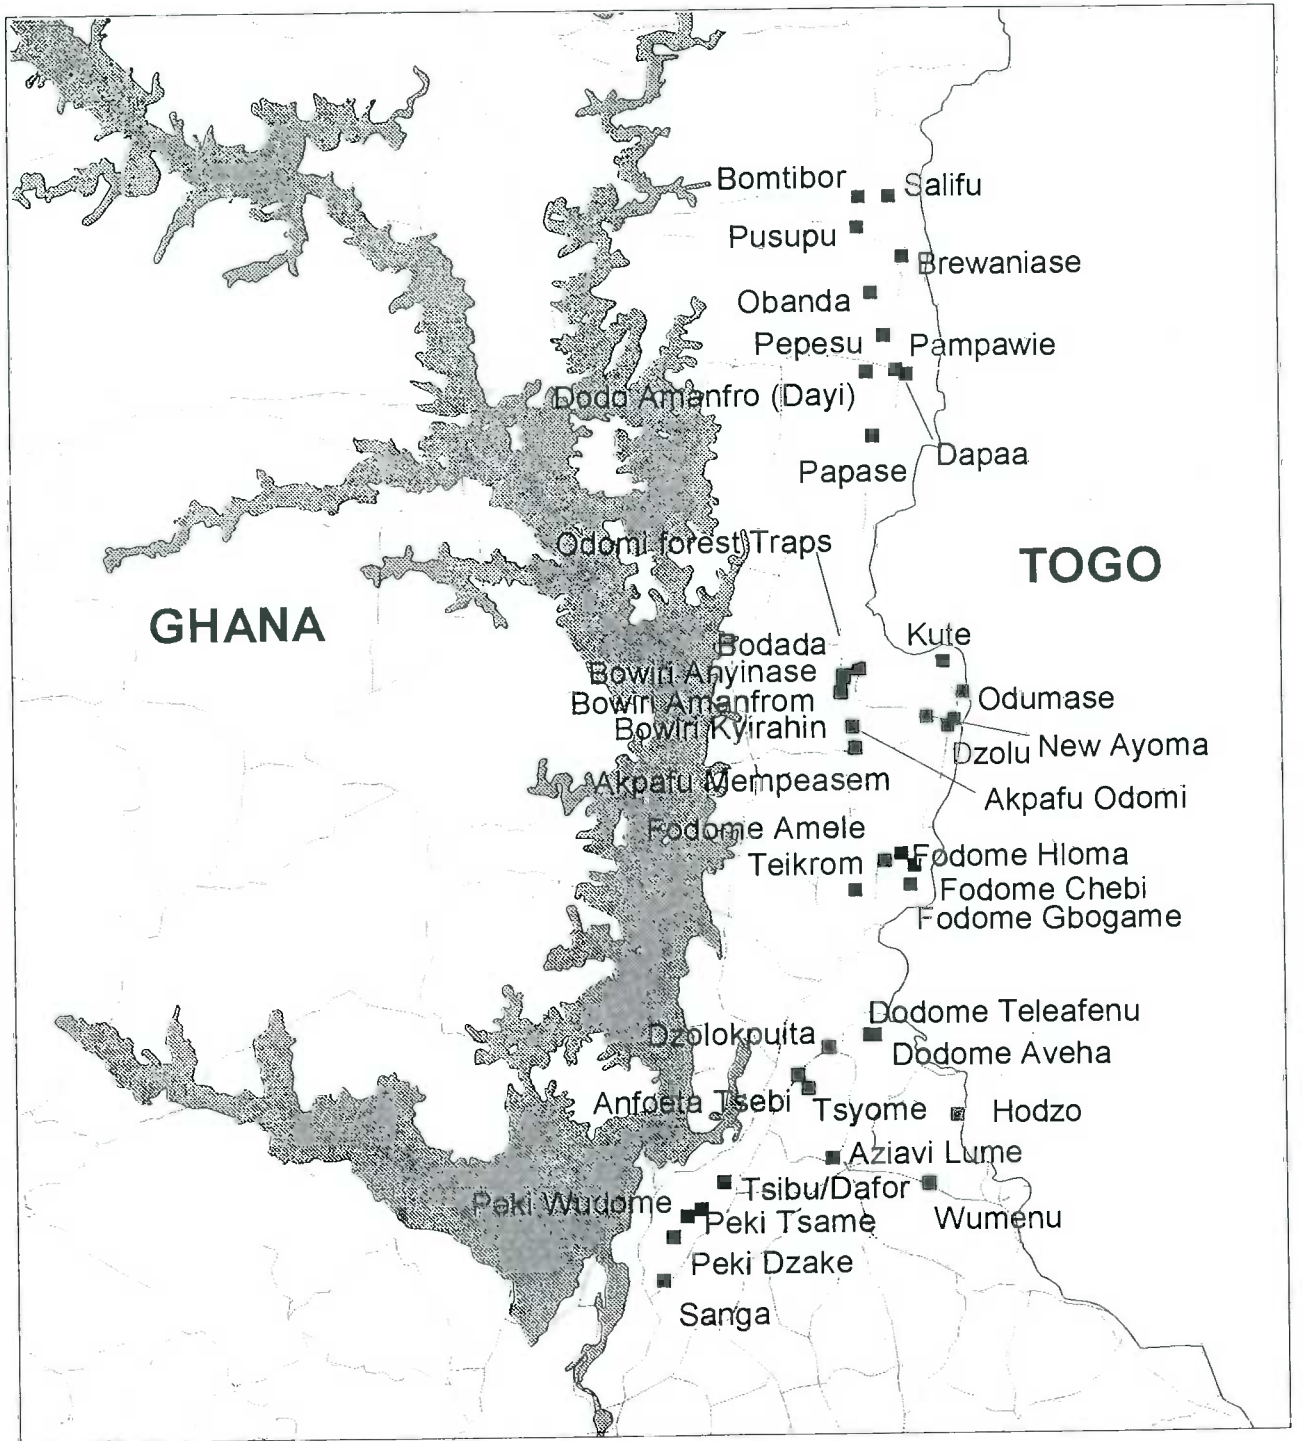 Bomtibor
Salifu
Pusupu
Brewaniase
Obanda
Pepesu
Pampawie
Dodo Amanfro (Dayi)
Dapaa
Papase
Odomi forest Traps
TOGO
GHANA
Kute
Bodada
Bowiri Anyinase
Bowiri Amanfrom
Odumase
Bowiri Kyirahin
New Ayoma
Dzolu
Akpafu Mempeasem
Akpafu Odomi
Fodome Amele
Teikrom
Fodome Hloma
Fodome Chebi
Fodome Gbogame
Dodome Teleafenu
Dzolokpuita
Dodome Aveha
Anfoeta Tsebi
Tsyome
Hodzo
Aziavi Lume
Tsibu/Dafor
Peki Wudome
Peki Tsame
Wumenu
Peki Dzake
Sanga